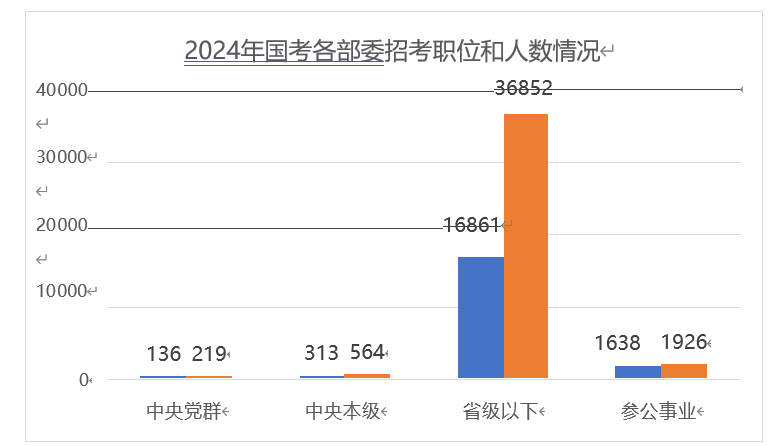 2024年国考各部委招考职位和人数情况
40000
36852
30000
20000
16861
10000
136 219
313 564
1638 1926
0
中央党群
中央本级
省级以下
参公事业